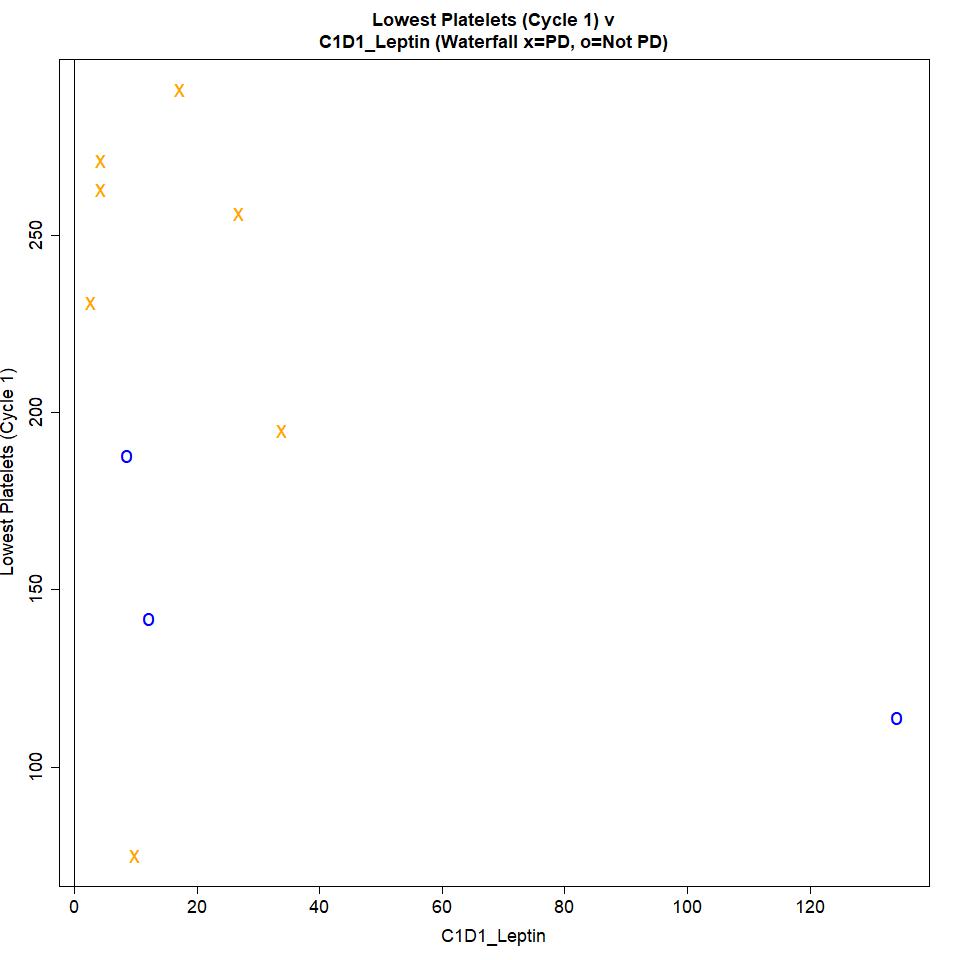 Lowest Platelets (Cycle 1) v
C1D1_Leptin (Waterfall x=PD, o=Not PD)
Lowest Platelets (Cycle 1)
250
200
150
100
X
X
X
X
X
X
O
O
O
X
0 20 40 60 80 100 120
C1D1_Leptin